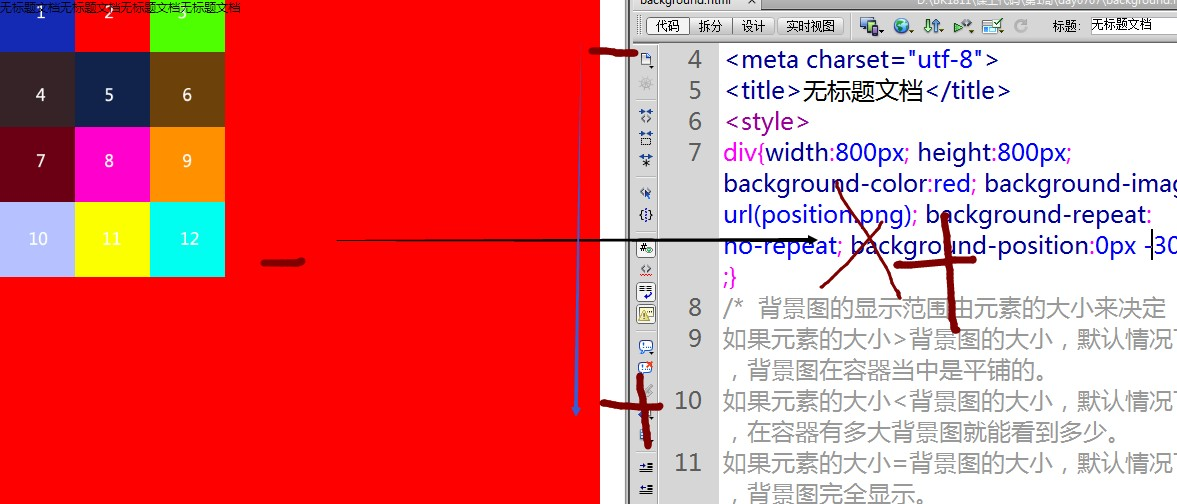 无标题文档无标题文档无标题文档无标题文档
1 2 3
4 5 6
7 8 9
10 11 12
background.html ×
代码 拆分 设计 实时视图 标题: 无标题文档
4 <meta charset="utf-8">
5 <title>无标题文档</title>
6 <style>
7 div{width:800px; height:800px;
background-color:red; background-imag
url(position.png); background-repeat:
no-repeat; background-position:0px -30
;}
8 /* 背景图的显示范围由元素的大小来决定
9 如果元素的大小>背景图的大小，默认情况下
，背景图在容器当中是平铺的。
10 如果元素的大小<背景图的大小，默认情况下
，在容器有多大背景图就能看到多少。
11 如果元素的大小=背景图的大小，默认情况下
，背景图完全显示。